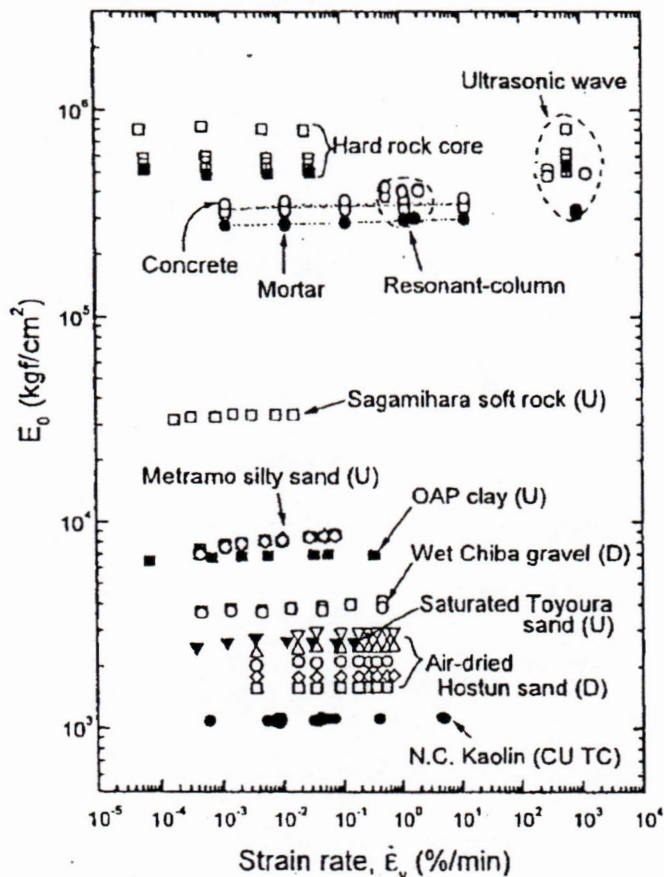 Ultrasonic wave
10⁶
Hard rock core
Concrete
Mortar
Resonant-column
10⁵
E₀ (kgf/cm²)
Sagamihara soft rock (U)
Metramo silty sand (U)
OAP clay (U)
10⁴
Wet Chiba gravel (D)
Saturated Toyoura
sand (U)
Air-dried
Hostun sand (D)
10³
N.C. Kaolin (CU TC)
10⁻⁵ 10⁻⁴ 10⁻³ 10⁻² 10⁻¹ 10⁰ 10¹ 10² 10³
Strain rate, ε̇ᵥ (%/min)